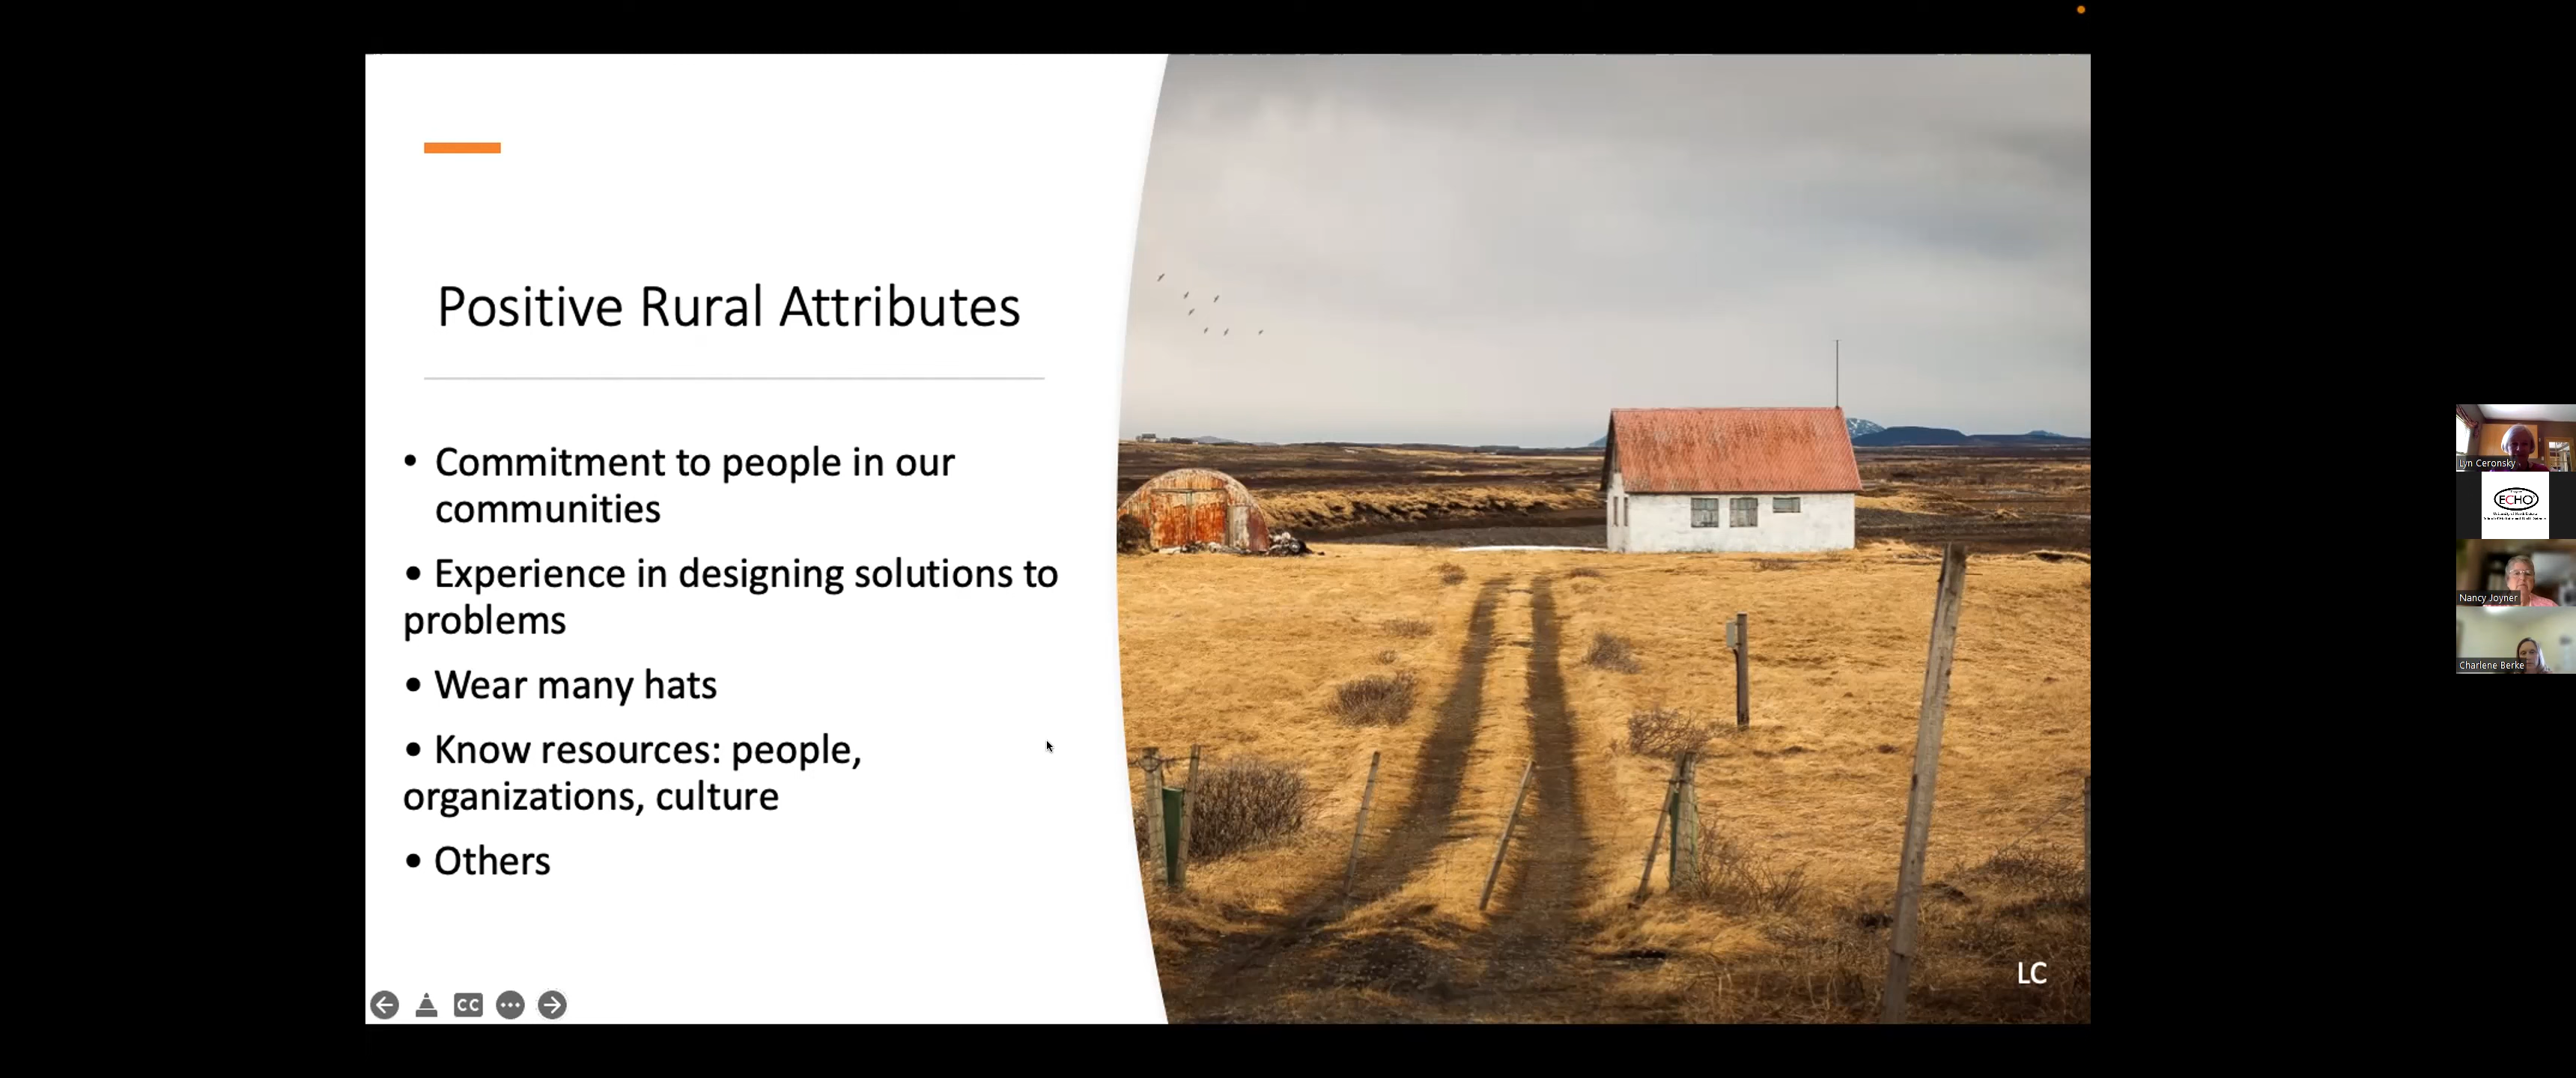 Positive Rural Attributes
• Commitment to people in our
communities
• Experience in designing solutions to
problems
• Wear many hats
• Know resources: people,
organizations, culture
• Others
LC
CC
Lyn Ceronsky
ECHO
Nancy Joyner
Charlene Berke